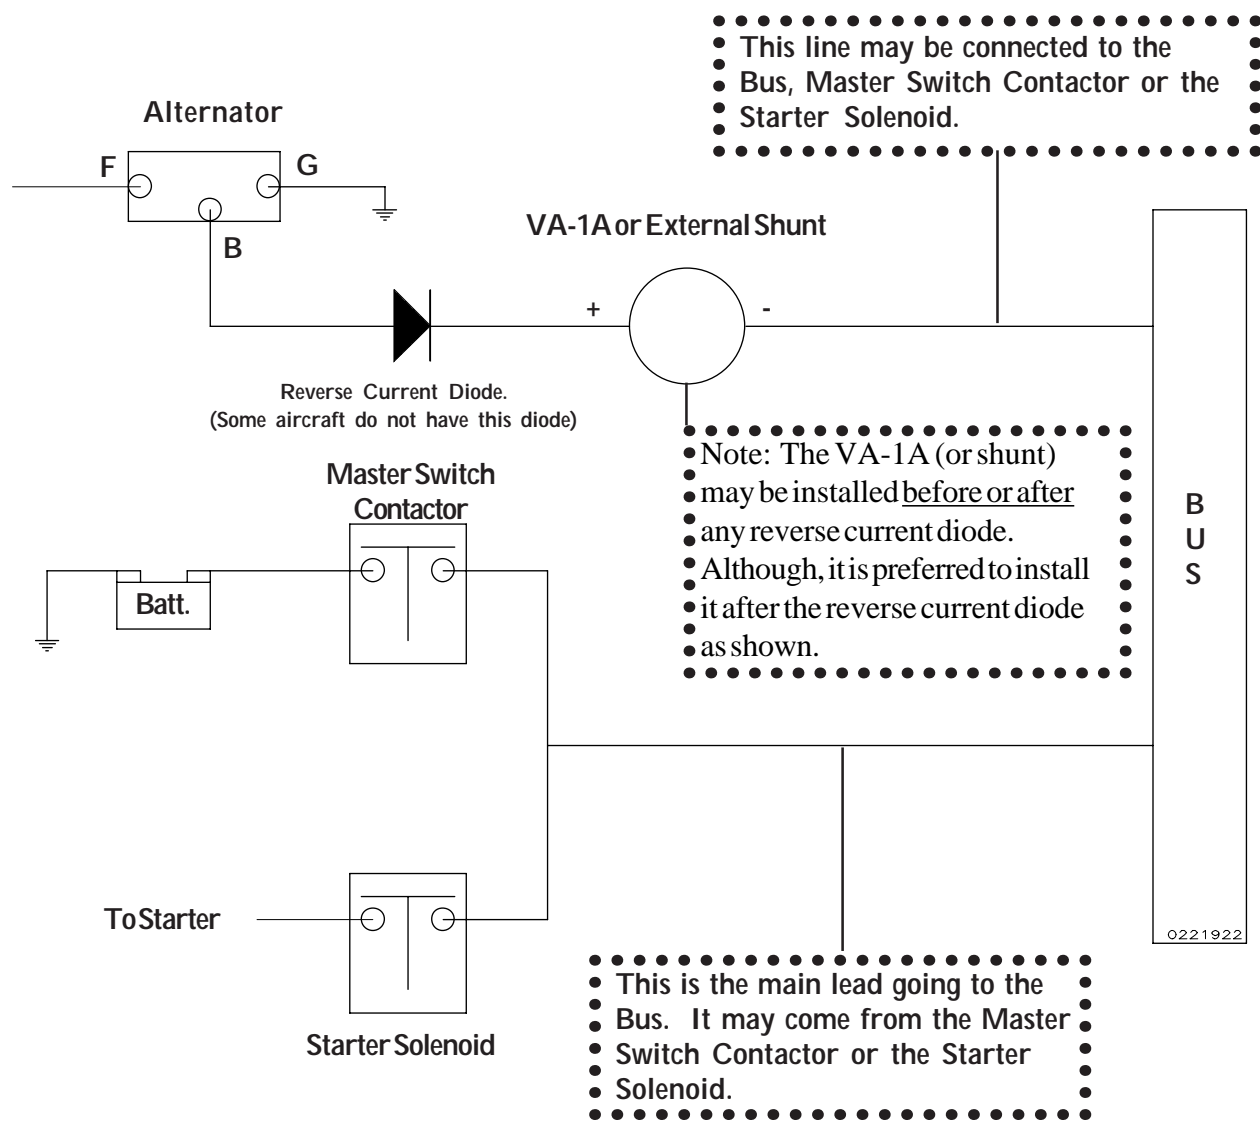 This line may be connected to the
Bus, Master Switch Contactor or the
Starter Solenoid.
Alternator
F
G
B
VA-1A or External Shunt
+
-
Reverse Current Diode.
(Some aircraft do not have this diode)
Note: The VA-1A (or shunt)
may be installed before or after
any reverse current diode.
Although, it is preferred to install
it after the reverse current diode
as shown.
Master Switch
Contactor
Batt.
B
U
S
To Starter
Starter Solenoid
0221922
This is the main lead going to the
Bus. It may come from the Master
Switch Contactor or the Starter
Solenoid.